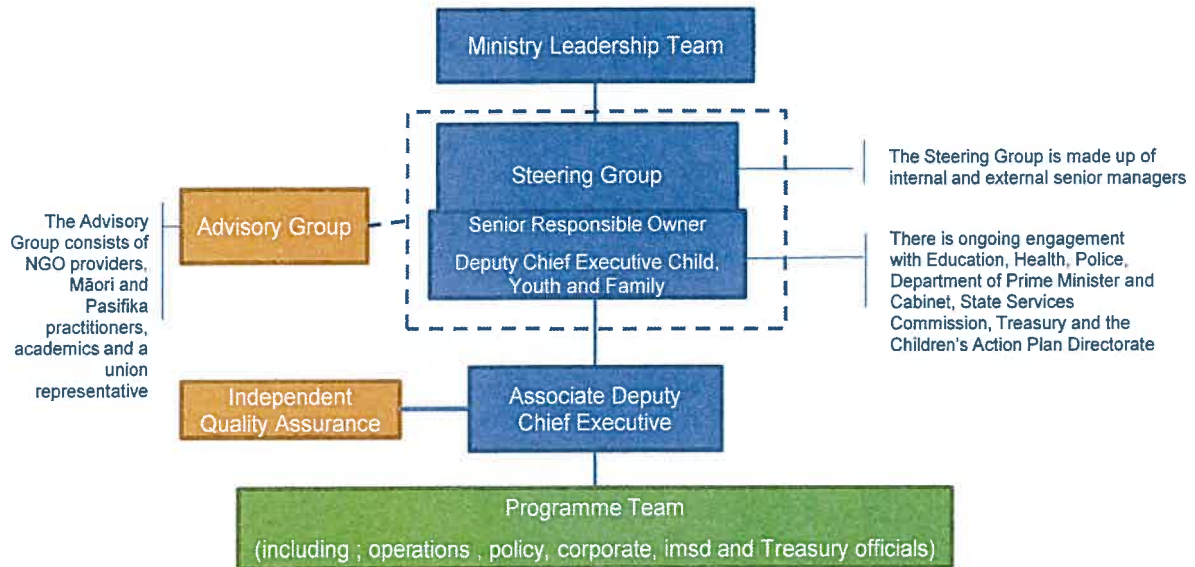 Ministry Leadership Team
Steering Group
The Steering Group is made up of
internal and external senior managers
Advisory Group
The Advisory
Group consists of
NGO providers,
Māori and
Pasifika
practitioners,
academics and a
union
representative
Senior Responsible Owner
Deputy Chief Executive Child,
Youth and Family
There is ongoing engagement
with Education, Health, Police,
Department of Prime Minister and
Cabinet, State Services
Commission, Treasury and the
Children's Action Plan Directorate
Independent
Quality Assurance
Associate Deputy
Chief Executive
Programme Team
(including ; operations , policy, corporate, imsd and Treasury officials)